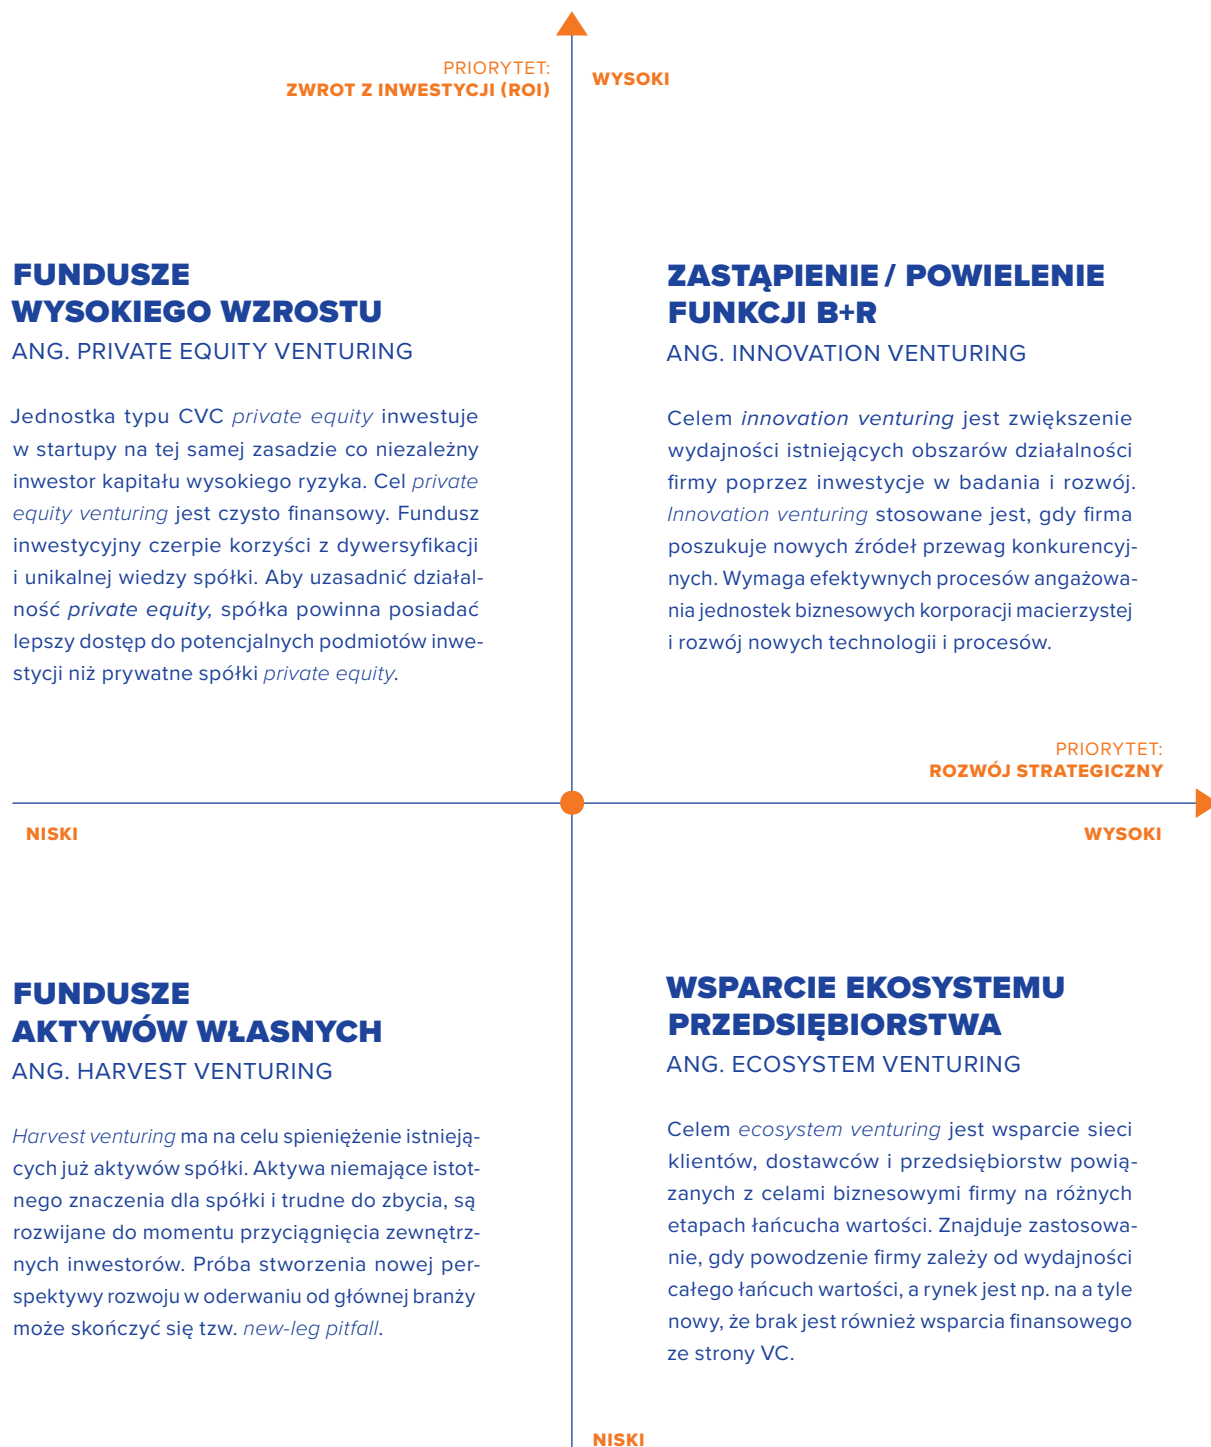 PRIORYTET:
ZWROT Z INWESTYCJI (ROI)
WYSOKI
FUNDUSZE
WYSOKIEGO WZROSTU
ANG. PRIVATE EQUITY VENTURING
Jednostka typu CVC private equity inwestuje
w startupy na tej samej zasadzie co niezależny
inwestor kapitału wysokiego ryzyka. Cel private
equity venturing jest czysto finansowy. Fundusz
inwestycyjny czerpie korzyści z dywersyfikacji
i unikalnej wiedzy spółki. Aby uzasadnić działal-
ność private equity, spółka powinna posiadać
lepszy dostęp do potencjalnych podmiotów inwe-
stycji niż prywatne spółki private equity.
ZASTĄPIENIE / POWIELENIE
FUNKCJI B+R
ANG. INNOVATION VENTURING
Celem innovation venturing jest zwiększenie
wydajności istniejących obszarów działalności
firmy poprzez inwestycje w badania i rozwój.
Innovation venturing stosowane jest, gdy firma
poszukuje nowych źródeł przewag konkurencyj-
nych. Wymaga efektywnych procesów angażowa-
nia jednostek biznesowych korporacji macierzystej
i rozwój nowych technologii i procesów.
PRIORYTET:
ROZWÓJ STRATEGICZNY
NISKI
WYSOKI
FUNDUSZE
AKTYWÓW WŁASNYCH
ANG. HARVEST VENTURING
Harvest venturing ma na celu spieniężenie istnieją-
cych już aktywów spółki. Aktywa niemające istot-
nego znaczenia dla spółki i trudne do zbycia, są
rozwijane do momentu przyciągnięcia zewnętrz-
nych inwestorów. Próba stworzenia nowej per-
spektywy rozwoju w oderwaniu od głównej branży
może skończyć się tzw. new-leg pitfall.
WSPARCIE EKOSYSTEMU
PRZEDSIĘBIORSTWA
ANG. ECOSYSTEM VENTURING
Celem ecosystem venturing jest wsparcie sieci
klientów, dostawców i przedsiębiorstw powią-
zanych z celami biznesowymi firmy na różnych
etapach łańcucha wartości. Znajduje zastosowa-
nie, gdy powodzenie firmy zależy od wydajności
całego łańcuch wartości, a rynek jest np. na a tyle
nowy, że brak jest również wsparcia finansowego
ze strony VC.
NISKI